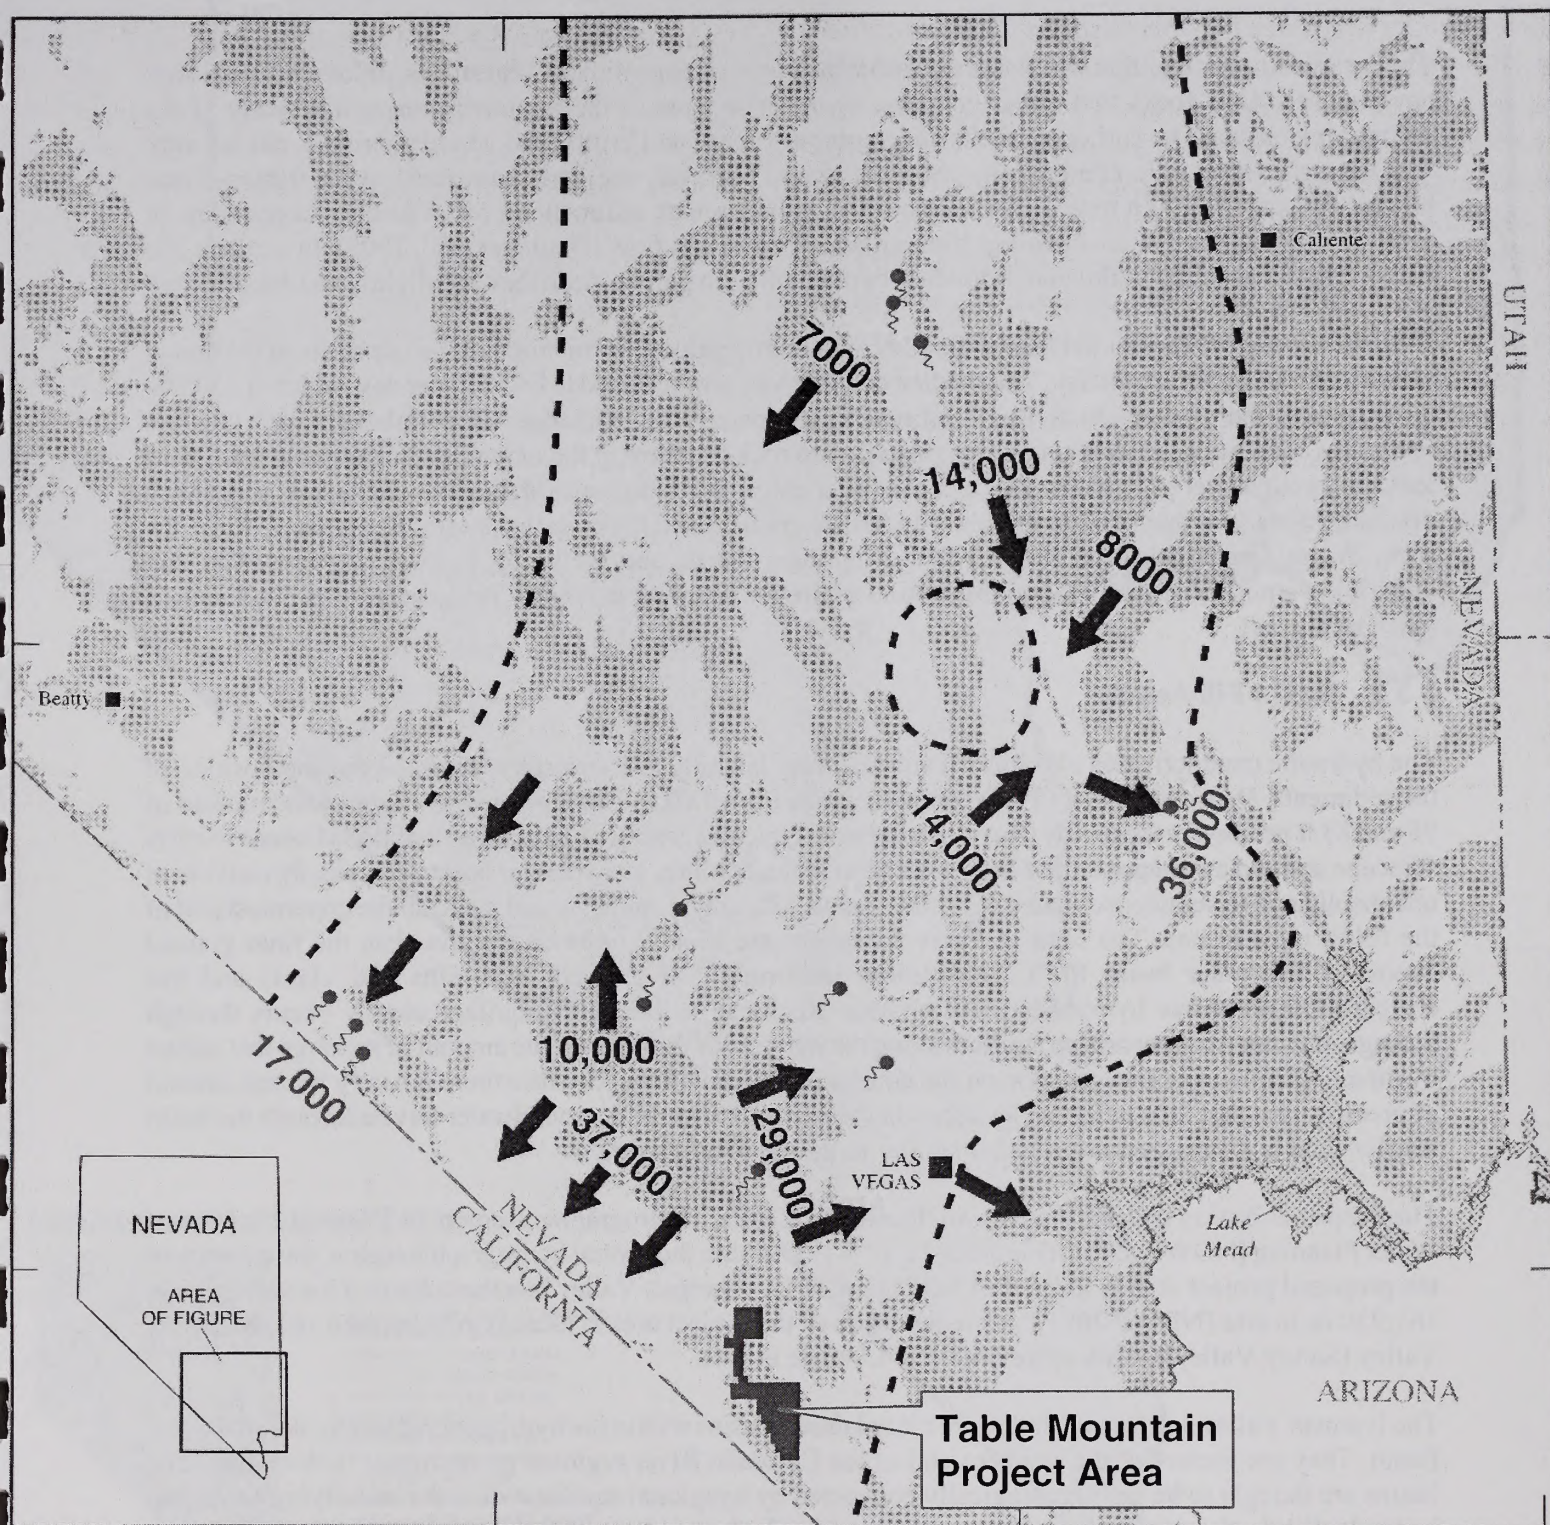 Caliente
UTAH
7000
14,000
8000
NEVADA
Beatty
14,000
36,000
17,000
10,000
37,000
29,000
LAS
VEGAS
NEVADA
CALIFORNIA
Lake
Mead
NEVADA
AREA
OF FIGURE
ARIZONA
Table Mountain
Project Area